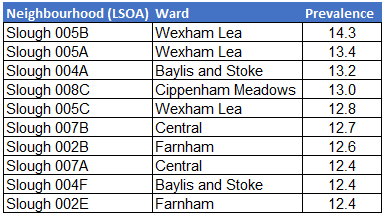 Neighbourhood (LSOA) Ward Prevalence
Slough 005B Wexham Lea 14.3
Slough 005A Wexham Lea 13.4
Slough 004A Baylis and Stoke 13.2
Slough 008C Cippenham Meadows 13.0
Slough 005C Wexham Lea 12.8
Slough 007B Central 12.7
Slough 002B Farnham 12.6
Slough 007A Central 12.4
Slough 004F Baylis and Stoke 12.4
Slough 002E Farnham 12.4